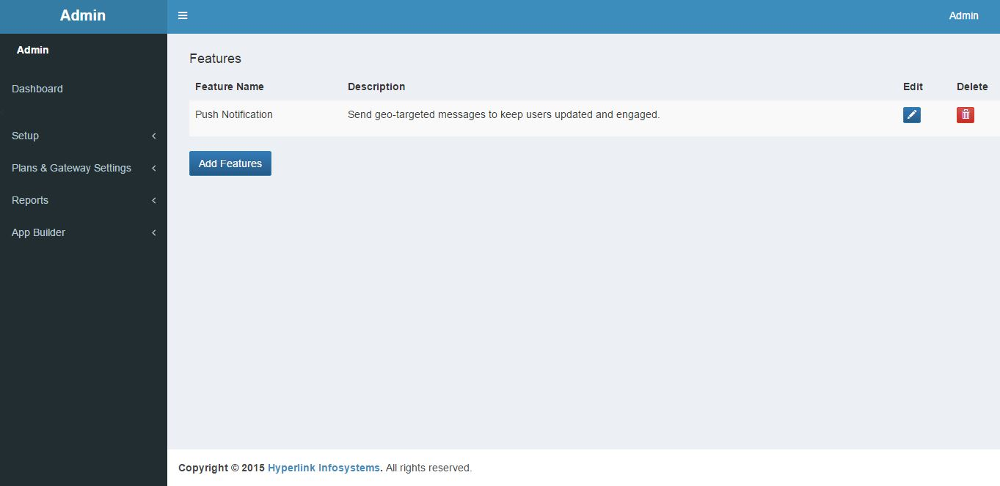 Admin
Admin
Admin
Dashboard
Setup
Plans & Gateway Settings
Reports
App Builder
Features
Feature Name Description Edit Delete
Push Notification Send geo-targeted messages to keep users updated and engaged.
Add Features
Copyright © 2015 Hyperlink Infosystems. All rights reserved.